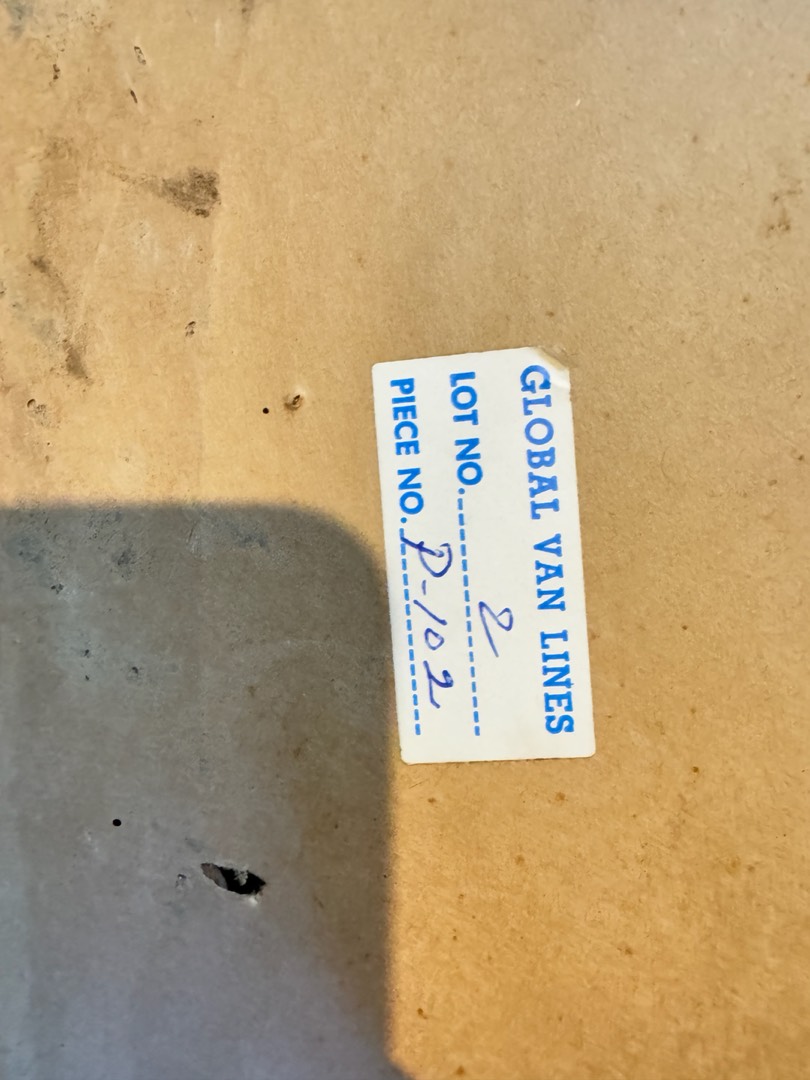 GLOBAL VAN LINES
LOT NO. 2
PIECE NO. P-102